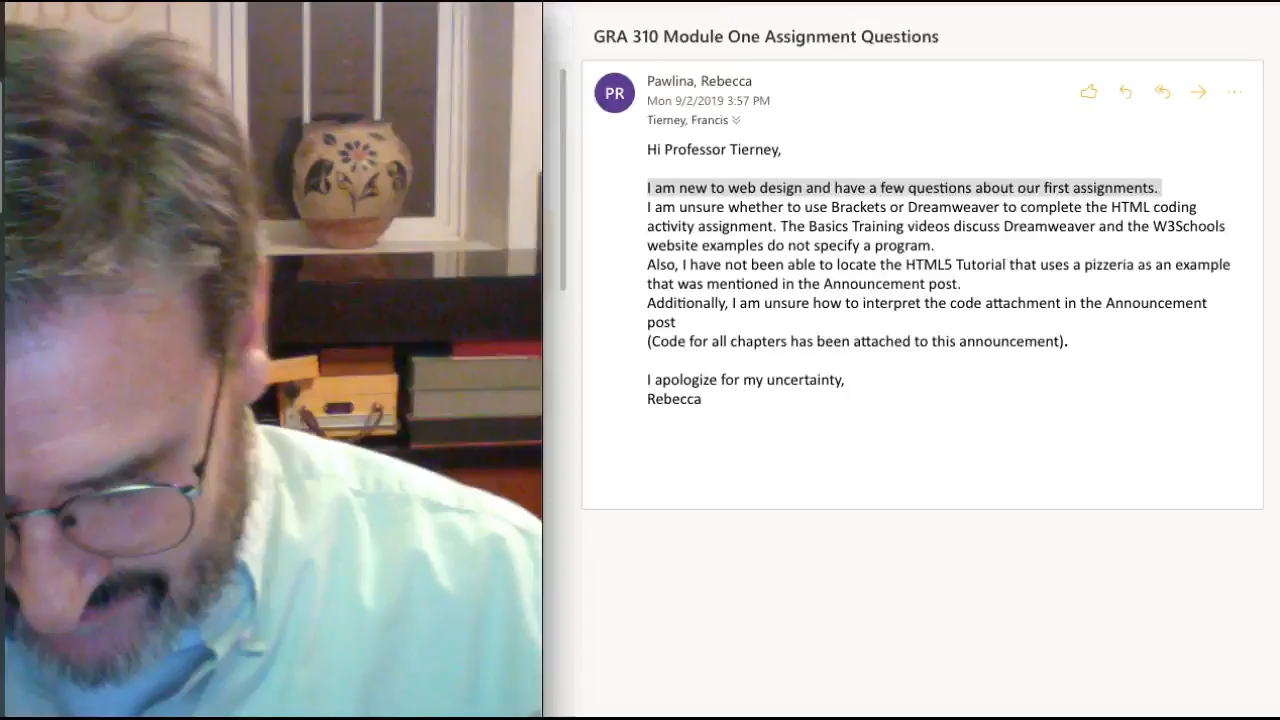 GRA 310 Module One Assignment Questions
PR
Pawlina, Rebecca
Mon 9/2/2019 3:57 PM
Tierney, Francis
Hi Professor Tierney,
I am new to web design and have a few questions about our first assignments.
I am unsure whether to use Brackets or Dreamweaver to complete the HTML coding
activity assignment. The Basics Training videos discuss Dreamweaver and the W3Schools
website examples do not specify a program.
Also, I have not been able to locate the HTML5 Tutorial that uses a pizzeria as an example
that was mentioned in the Announcement post.
Additionally, I am unsure how to interpret the code attachment in the Announcement
post
(Code for all chapters has been attached to this announcement).
I apologize for my uncertainty,
Rebecca